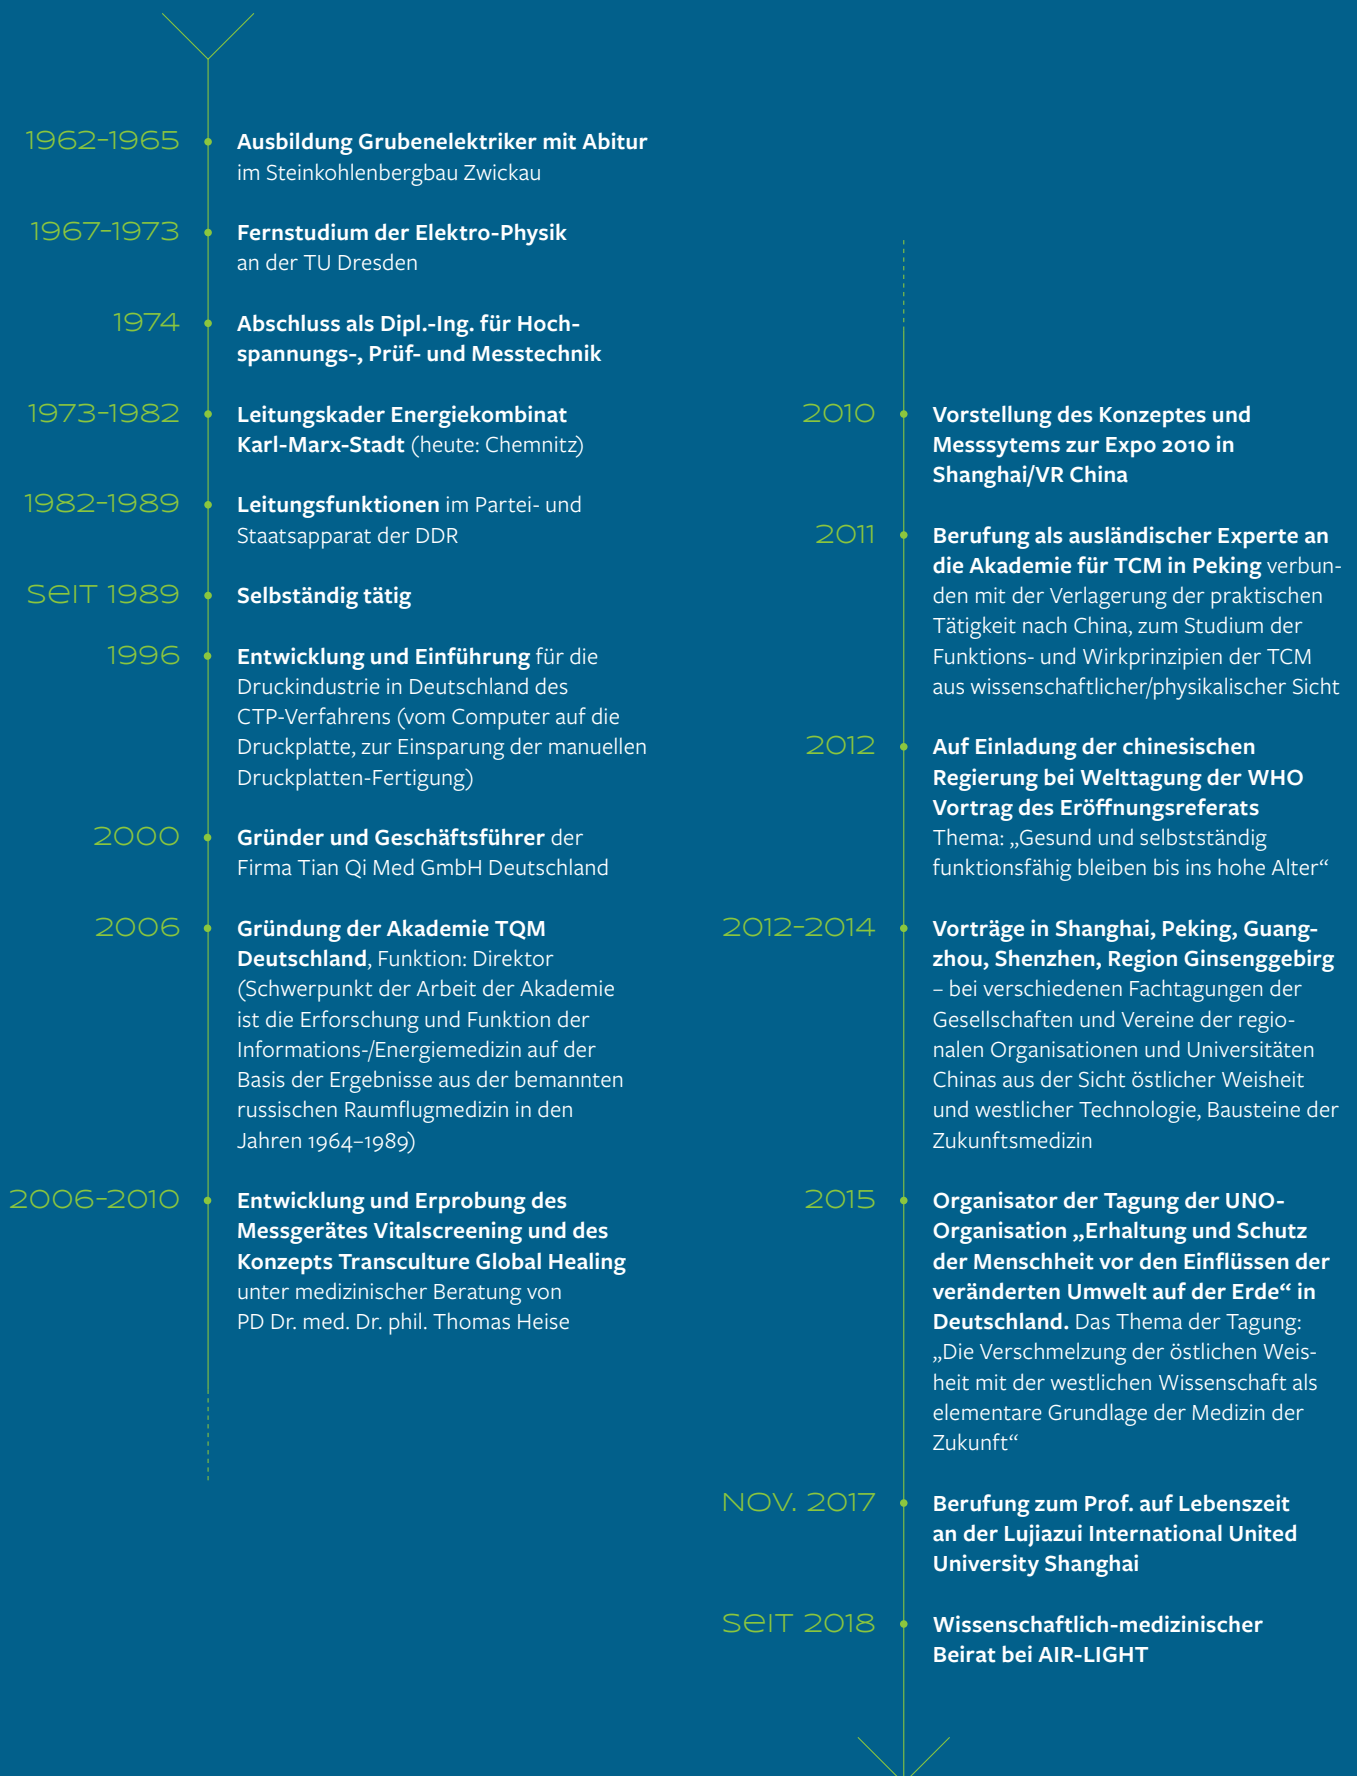 1962-1965
Ausbildung Grubenelektriker mit Abitur
im Steinkohlenbergbau Zwickau
1967-1973
Fernstudium der Elektro-Physik
an der TU Dresden
1974
Abschluss als Dipl.-Ing. für Hoch-
spannungs-, Prüf- und Messtechnik
1973-1982
Leitungskader Energiekombinat
Karl-Marx-Stadt (heute: Chemnitz)
1982-1989
Leitungsfunktionen im Partei- und
Staatsapparat der DDR
seit 1989
Selbständig tätig
1996
Entwicklung und Einführung für die
Druckindustrie in Deutschland des
CTP-Verfahrens (vom Computer auf die
Druckplatte, zur Einsparung der manuellen
Druckplatten-Fertigung)
2000
Gründer und Geschäftsführer der
Firma Tian Qi Med GmbH Deutschland
2006
Gründung der Akademie TQM
Deutschland, Funktion: Direktor
(Schwerpunkt der Arbeit der Akademie
ist die Erforschung und Funktion der
Informations-/Energiemedizin auf der
Basis der Ergebnisse aus der bemannten
russischen Raumflugmedizin in den
Jahren 1964–1989)
2006-2010
Entwicklung und Erprobung des
Messgerätes Vitalscreening und des
Konzepts Transculture Global Healing
unter medizinischer Beratung von
PD Dr. med. Dr. phil. Thomas Heise
2010
Vorstellung des Konzeptes und
Messsytems zur Expo 2010 in
Shanghai/VR China
2011
Berufung als ausländischer Experte an
die Akademie für TCM in Peking verbun-
den mit der Verlagerung der praktischen
Tätigkeit nach China, zum Studium der
Funktions- und Wirkprinzipien der TCM
aus wissenschaftlicher/physikalischer Sicht
2012
Auf Einladung der chinesischen
Regierung bei Welttagung der WHO
Vortrag des Eröffnungsreferats
Thema: „Gesund und selbstständig
funktionsfähig bleiben bis ins hohe Alter“
2012-2014
Vorträge in Shanghai, Peking, Guang-
zhou, Shenzhen, Region Ginsenggebirg
– bei verschiedenen Fachtagungen der
Gesellschaften und Vereine der regio-
nalen Organisationen und Universitäten
Chinas aus der Sicht östlicher Weisheit
und westlicher Technologie, Bausteine der
Zukunftsmedizin
2015
Organisator der Tagung der UNO-
Organisation „Erhaltung und Schutz
der Menschheit vor den Einflüssen der
veränderten Umwelt auf der Erde“ in
Deutschland. Das Thema der Tagung:
„Die Verschmelzung der östlichen Weis-
heit mit der westlichen Wissenschaft als
elementare Grundlage der Medizin der
Zukunft“
Nov. 2017
Berufung zum Prof. auf Lebenszeit
an der Lujiazui International United
University Shanghai
seit 2018
Wissenschaftlich-medizinischer
Beirat bei AIR-LIGHT